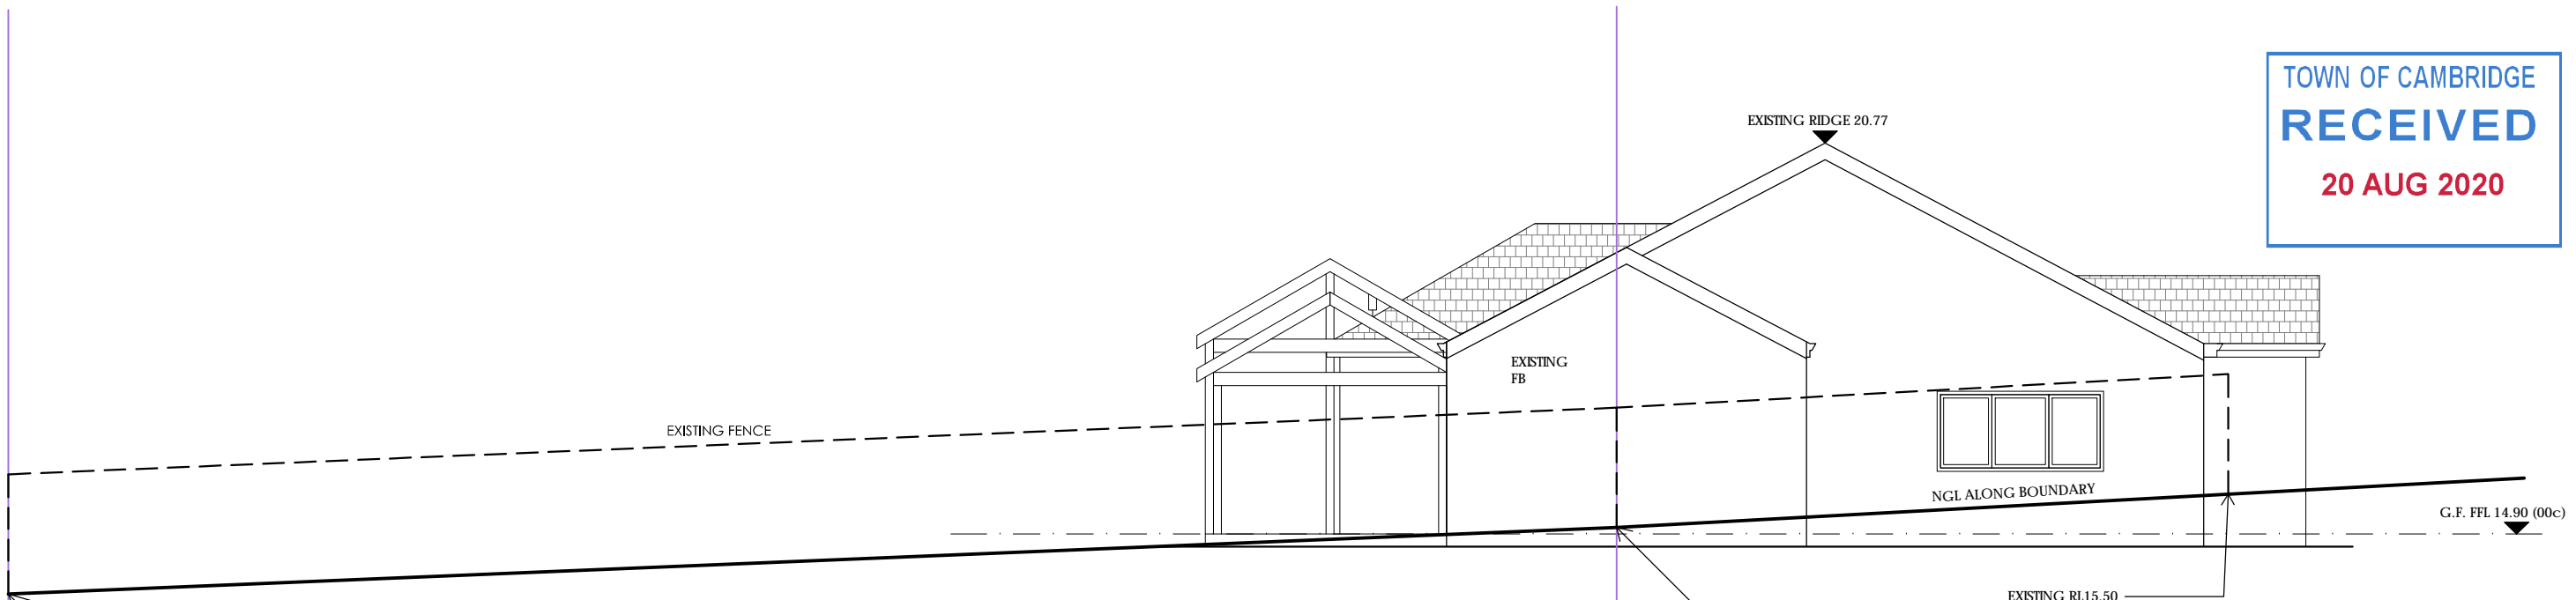 TOWN OF CAMBRIDGE
RECEIVED
20 AUG 2020
EXISTING RIDGE 20.77
EXISTING
FB
EXISTING FENCE
NGL ALONG BOUNDARY
G.F. FFL 14.90 (00c)
EXISTING RL15.50